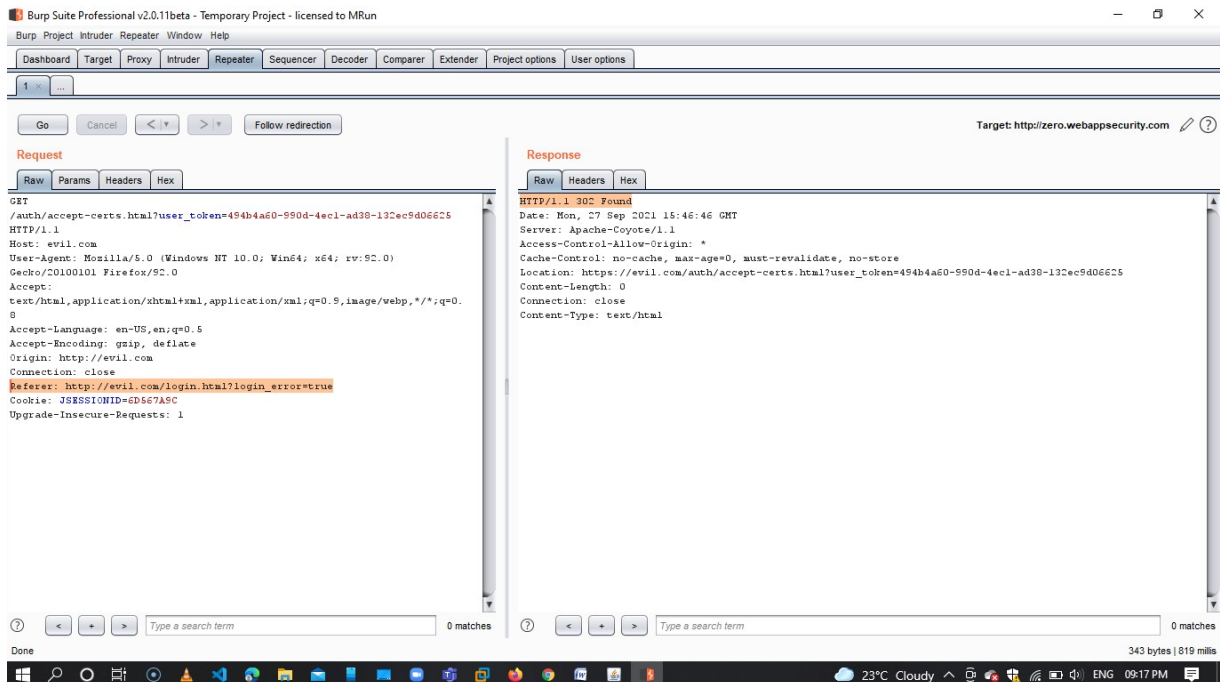 Burp Suite Professional v2.0.11beta - Temporary Project - licensed to MRun
Burp Project Intruder Repeater Window Help
Dashboard Target Proxy Intruder Repeater Sequencer Decoder Comparer Extender Project options User options
1 × ...
Go Cancel < > Follow redirection Target: http://zero.webappsecurity.com ?
Request
Raw Params Headers Hex
GET
/auth/accept-certs.html?user_token=494b4a60-990d-4ec1-ad38-132ec9d06625
HTTP/1.1
Host: evil.com
User-Agent: Mozilla/5.0 (Windows NT 10.0; Win64; x64; rv:92.0)
Gecko/20100101 Firefox/92.0
Accept:
text/html,application/xhtml+xml,application/xml;q=0.9,image/webp,*/*;q=0.
8
Accept-Language: en-US,en;q=0.5
Accept-Encoding: gzip, deflate
Origin: http://evil.com
Connection: close
Referer: http://evil.com/login.html?login_error=true
Cookie: JSESSIONID=6D567A9C
Upgrade-Insecure-Requests: 1
? < + > Type a search term 0 matches
Response
Raw Headers Hex
HTTP/1.1 302 Found
Date: Mon, 27 Sep 2021 15:46:46 GMT
Server: Apache-Coyote/1.1
Access-Control-Allow-Origin: *
Cache-Control: no-cache, max-age=0, must-revalidate, no-store
Location: https://evil.com/auth/accept-certs.html?user_token=494b4a60-990d-4ec1-ad38-132ec9d06625
Content-Length: 0
Connection: close
Content-Type: text/html
? < + > Type a search term 0 matches
Done 343 bytes | 819 millis
23°C Cloudy ENG 09:17 PM